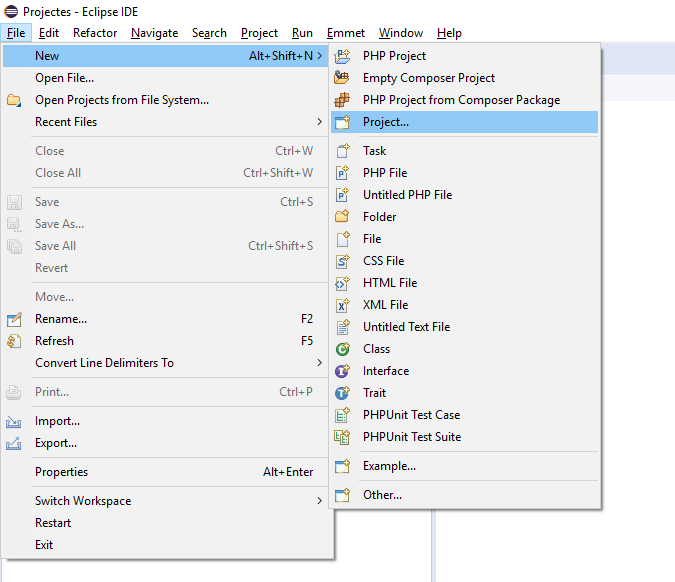 Projectes - Eclipse IDE
File Edit Refactor Navigate Search Project Run Emmet Window Help
New Alt+Shift+N >
Open File...
Open Projects from File System...
Recent Files >
Close Ctrl+W
Close All Ctrl+Shift+W
Save Ctrl+S
Save As...
Save All Ctrl+Shift+S
Revert
Move...
Rename... F2
Refresh F5
Convert Line Delimiters To >
Print... Ctrl+P
Import...
Export...
Properties Alt+Enter
Switch Workspace >
Restart
Exit
PHP Project
Empty Composer Project
PHP Project from Composer Package
Project...
Task
PHP File
Untitled PHP File
Folder
File
CSS File
HTML File
XML File
Untitled Text File
Class
Interface
Trait
PHPUnit Test Case
PHPUnit Test Suite
Example...
Other...